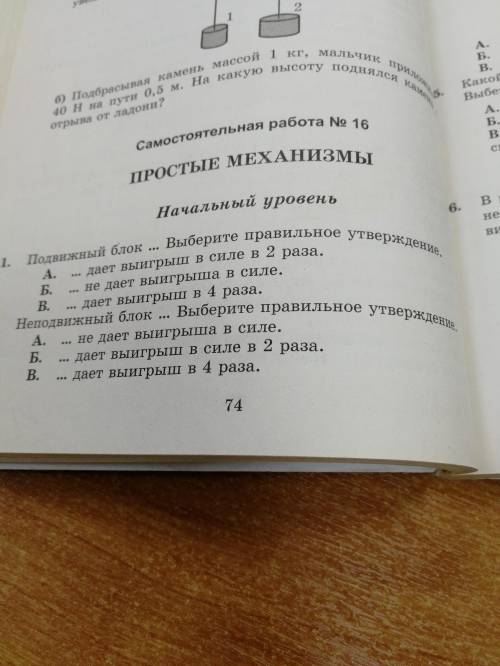 1
2
б) Подбрасывая камень массой 1 кг, мальчик
40 Н на пути 0,5 м. На какую высоту поднялся
отрыва от ладони?
Самостоятельная работа № 16
ПРОСТЫЕ МЕХАНИЗМЫ
Начальный уровень
1. Подвижный блок ... Выберите правильное утверждение.
А. ... дает выигрыш в силе в 2 раза.
Б. ... не дает выигрыша в силе.
В. ... дает выигрыш в 4 раза.
Неподвижный блок ... Выберите правильное утверждение.
А. ... не дает выигрыша в силе.
Б. ... дает выигрыш в силе в 2 раза.
В. ... дает выигрыш в 4 раза.
74
А.
Б.
В.
Какой
Выбе
А.
Б.
В
6. В
не